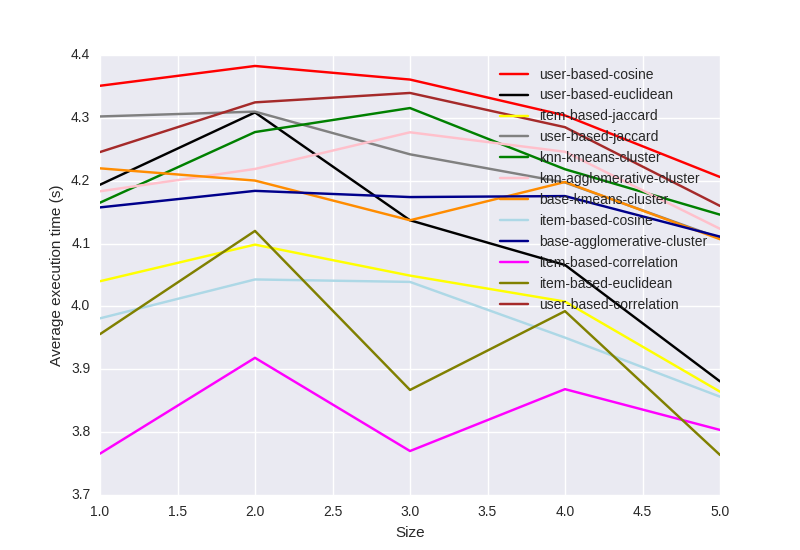 4.4
4.3
4.2
4.1
4.0
3.9
3.8
3.7
Average execution time (s)
user-based-cosine
user-based-euclidean
item-based-jaccard
user-based-jaccard
knn-kmeans-cluster
knn-agglomerative-cluster
base-kmeans-cluster
item-based-cosine
base-agglomerative-cluster
item-based-correlation
item-based-euclidean
user-based-correlation
1.0 1.5 2.0 2.5 3.0 3.5 4.0 4.5 5.0
Size